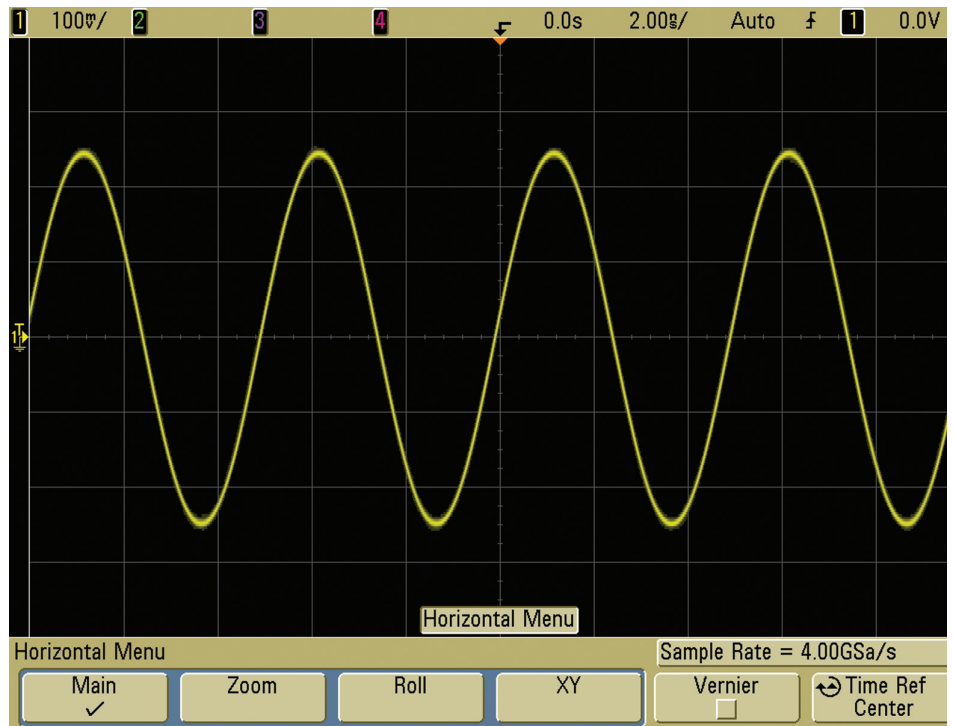 1 100mV/ 2 3 4 0.0s 2.00ns/ Auto 1 0.0V
T
1
Horizontal Menu
Horizontal Menu Sample Rate = 4.00GSa/s
Main Zoom Roll XY Vernier Time Ref
Center